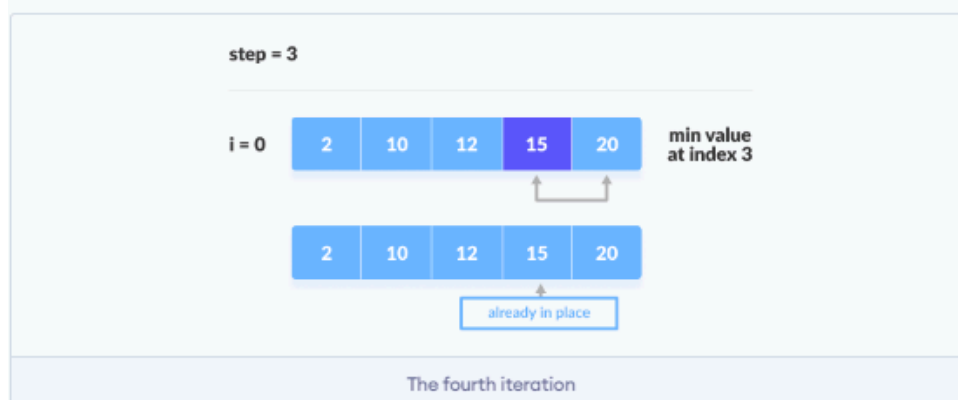 step = 3
i = 0 2 10 12 15 20 min value
at index 3
2 10 12 15 20
already in place
The fourth iteration